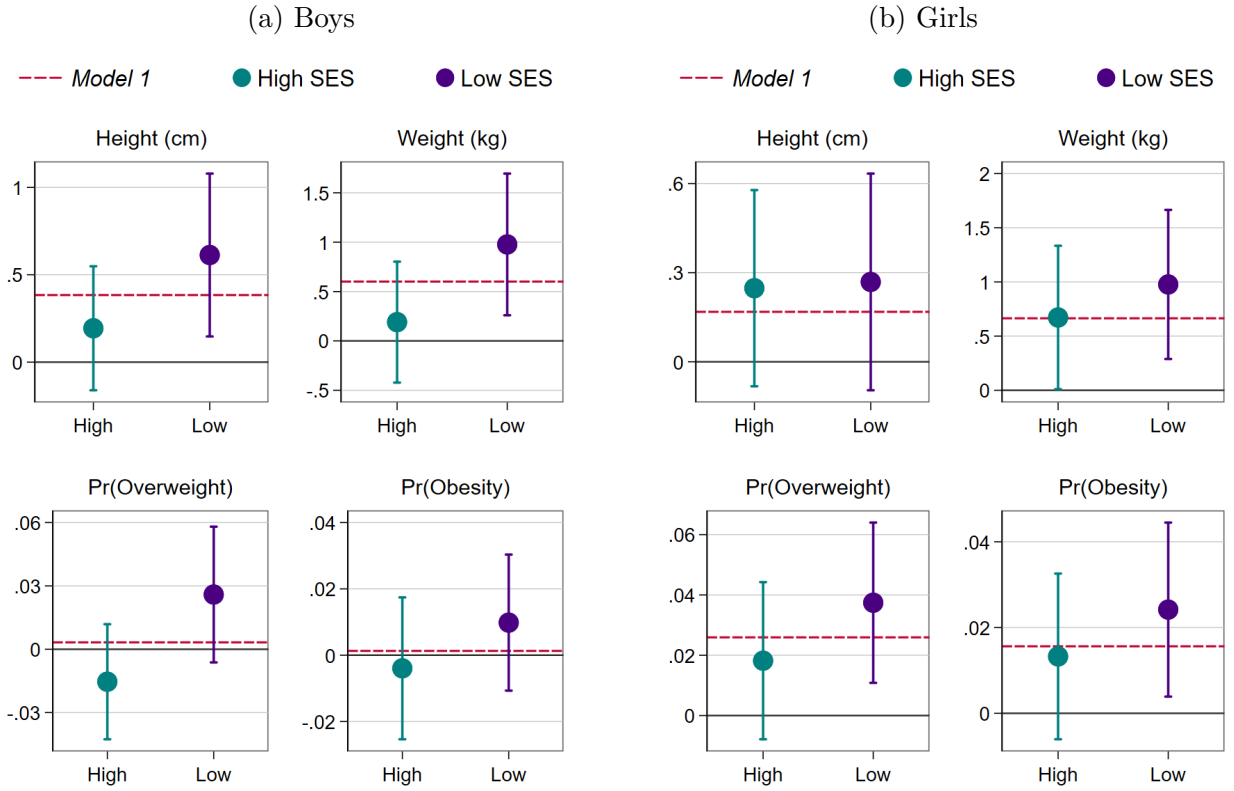 (a) Boys
Model 1 High SES Low SES
Height (cm)
1
.5
0
High Low
Weight (kg)
1.5
1
.5
0
-.5
High Low
Pr(Overweight)
.06
.03
0
-.03
High Low
Pr(Obesity)
.04
.02
0
-.02
High Low
(b) Girls
Model 1 High SES Low SES
Height (cm)
.6
.3
0
High Low
Weight (kg)
2
1.5
1
.5
0
High Low
Pr(Overweight)
.06
.04
.02
0
High Low
Pr(Obesity)
.04
.02
0
High Low